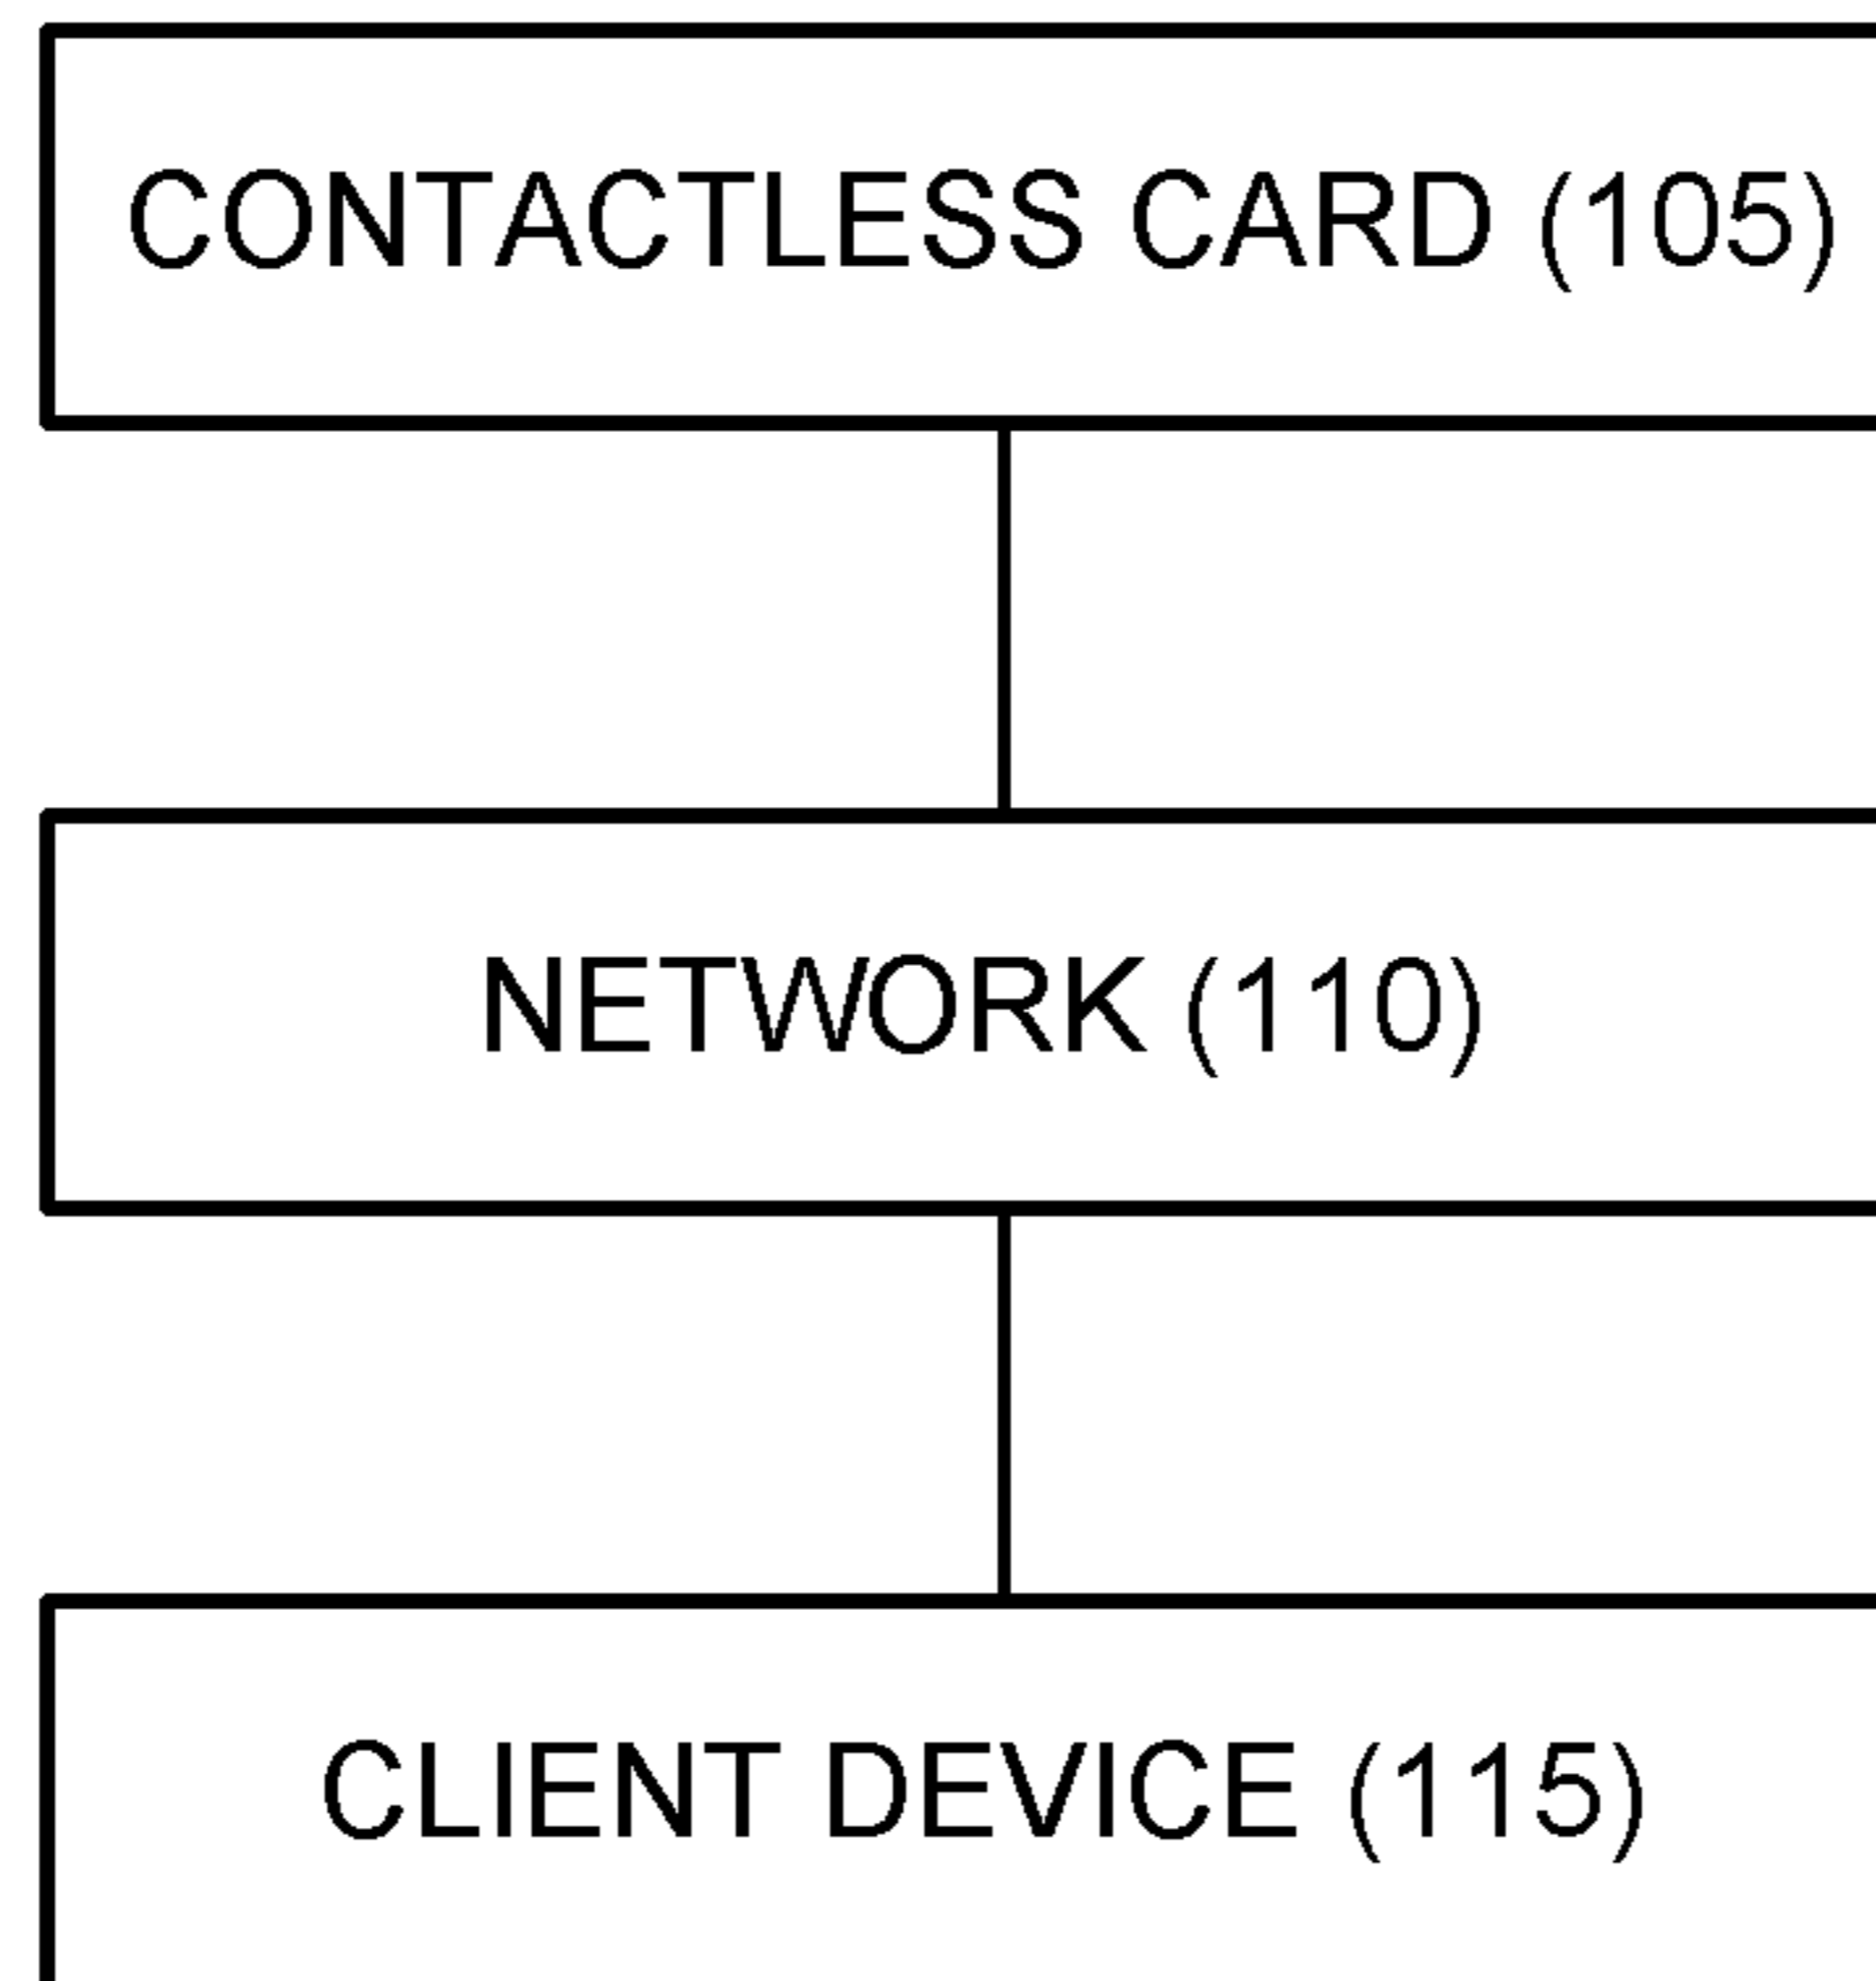 CONTACTLESS CARD (105)
NETWORK (110)
CLIENT DEVICE (115)